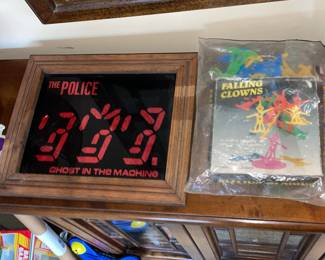 THE POLICE
GHOST IN THE MACHINE
FALLING
CLOWNS